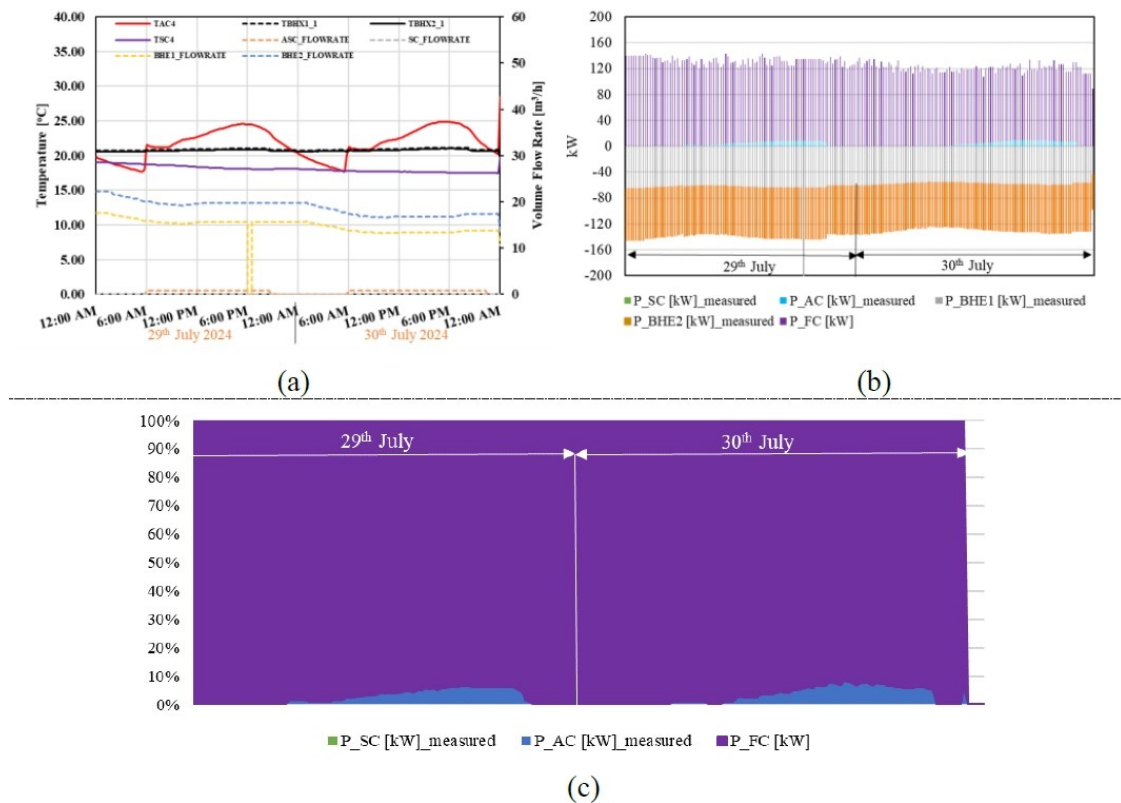 TAC4 TBHX1_1
TSC4 TBHX2_1
ASC_FLOWRATE SC_FLOWRATE
BHE1_FLOWRATE BHE2_FLOWRATE
Temperature [°C]
40.00
35.00
30.00
25.00
20.00
15.00
10.00
5.00
0.00
60
50
40
30
20
10
0
Volume Flow Rate [m³/h]
12:00 AM 6:00 AM 12:00 PM 6:00 PM 12:00 AM 6:00 AM 12:00 PM 6:00 PM 12:00 AM
29th July 2024 30th July 2024
(a)
kW
200
160
120
80
40
0
-40
-80
-120
-160
-200
29th July 30th July
P_SC [kW]_measured P_AC [kW]_measured P_BHE1 [kW]_measured
P_BHE2 [kW]_measured P_FC [kW]
(b)
100%
90%
80%
70%
60%
50%
40%
30%
20%
10%
0%
29th July 30th July
P_SC [kW]_measured P_AC [kW]_measured P_FC [kW]
(c)